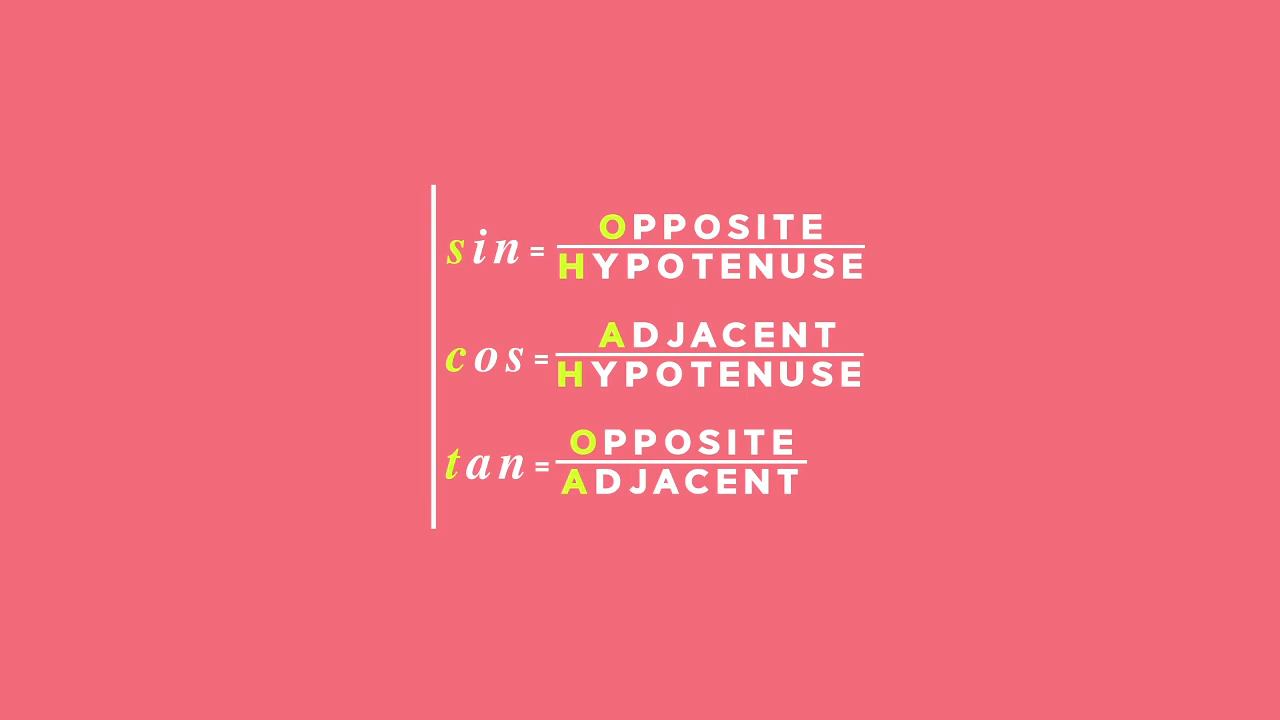 OPPOSITE
sin =
HYPOTENUSE
ADJACENT
cos =
HYPOTENUSE
OPPOSITE
tan =
ADJACENT